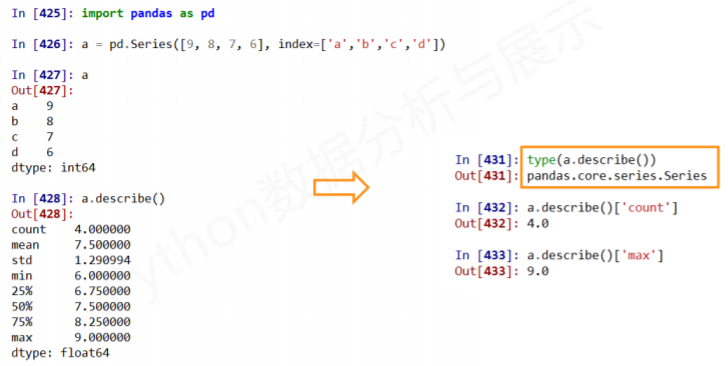 In [425]: import pandas as pd
In [426]: a = pd.Series([9, 8, 7, 6], index=['a','b','c','d'])
In [427]: a
Out[427]:
a    9
b    8
c    7
d    6
dtype: int64
In [428]: a.describe()
Out[428]:
count    4.000000
mean     7.500000
std      1.290994
min      6.000000
25%      6.750000
50%      7.500000
75%      8.250000
max      9.000000
dtype: float64
In [431]: type(a.describe())
Out[431]: pandas.core.series.Series
In [432]: a.describe()['count']
Out[432]: 4.0
In [433]: a.describe()['max']
Out[433]: 9.0
ython数据分析与展示